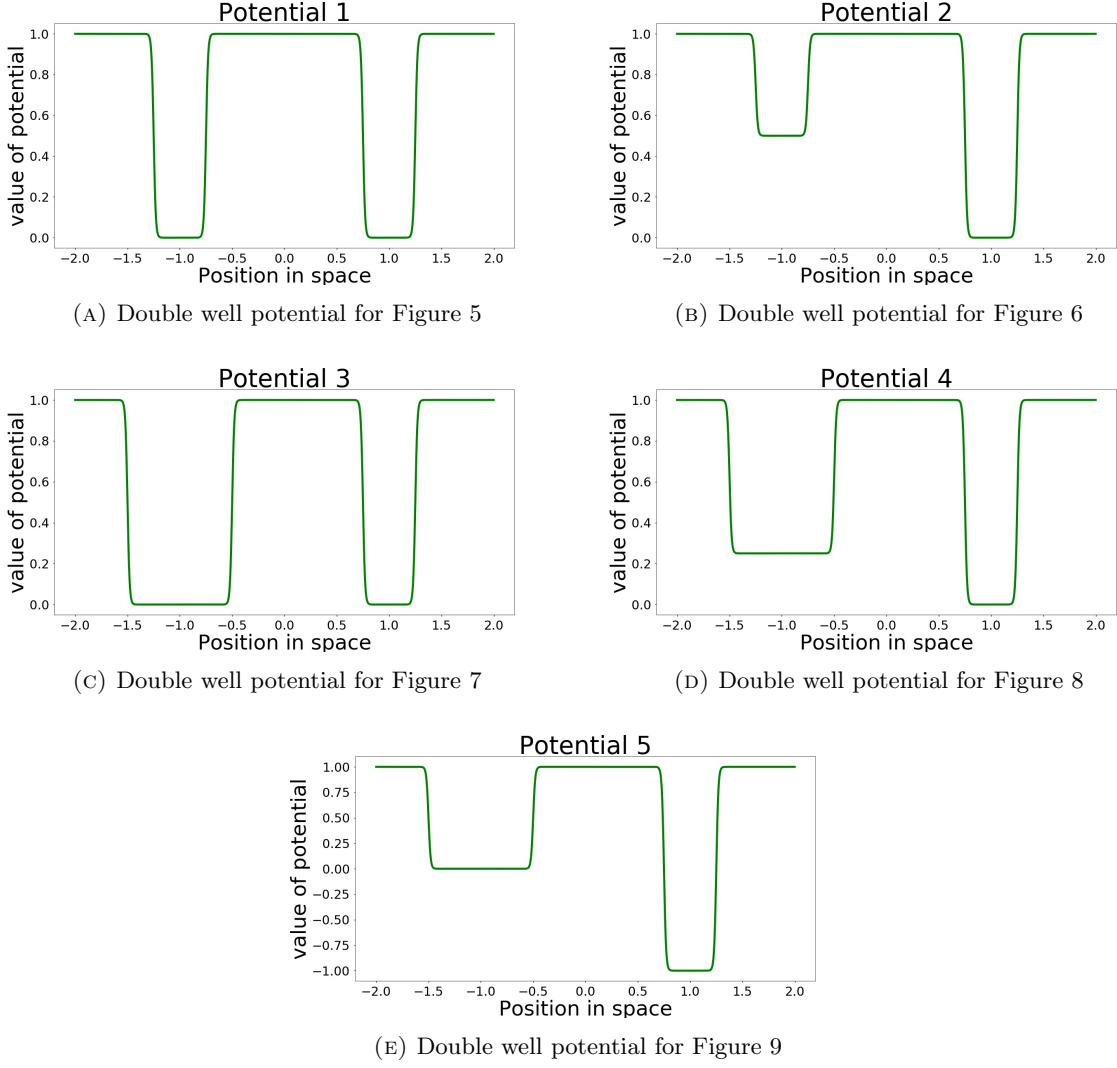 Potential 1
value of potential
1.0
0.8
0.6
0.4
0.2
0.0
−2.0 −1.5 −1.0 −0.5 0.0 0.5 1.0 1.5 2.0
Position in space
(A) Double well potential for Figure 5
Potential 2
value of potential
1.0
0.8
0.6
0.4
0.2
0.0
−2.0 −1.5 −1.0 −0.5 0.0 0.5 1.0 1.5 2.0
Position in space
(B) Double well potential for Figure 6
Potential 3
value of potential
1.0
0.8
0.6
0.4
0.2
0.0
−2.0 −1.5 −1.0 −0.5 0.0 0.5 1.0 1.5 2.0
Position in space
(C) Double well potential for Figure 7
Potential 4
value of potential
1.0
0.8
0.6
0.4
0.2
0.0
−2.0 −1.5 −1.0 −0.5 0.0 0.5 1.0 1.5 2.0
Position in space
(D) Double well potential for Figure 8
Potential 5
value of potential
1.00
0.75
0.50
0.25
0.00
−0.25
−0.50
−0.75
−1.00
−2.0 −1.5 −1.0 −0.5 0.0 0.5 1.0 1.5 2.0
Position in space
(E) Double well potential for Figure 9